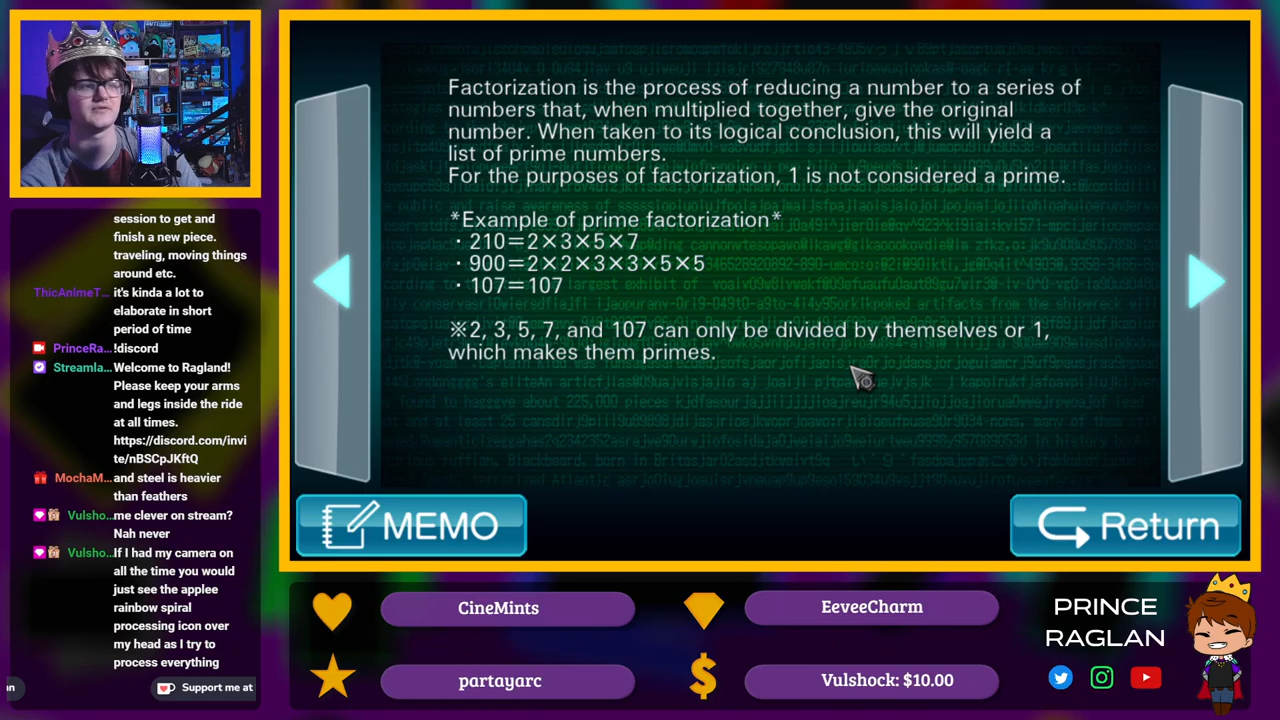 session to get and
finish a new piece.
traveling, moving things
around etc.
ThicAnimeT... it's kinda a lot to
elaborate in short
period of time
PrinceRa... !discord
Streamla... Welcome to Ragland!
Please keep your arms
and legs inside the ride
at all times.
https://discord.com/invi
te/nBSCpJKftQ
MochaM... and steel is heavier
than feathers
Vulsho... me clever on stream?
Nah never
Vulsho... If I had my camera on
all the time you would
just see the applee
rainbow spiral
processing icon over
my head as I try to
process everything
Support me at
Factorization is the process of reducing a number to a series of
numbers that, when multiplied together, give the original
number. When taken to its logical conclusion, this will yield a
list of prime numbers.
For the purposes of factorization, 1 is not considered a prime.
*Example of prime factorization*
・210＝2×3×5×7
・900＝2×2×3×3×5×5
・107＝107
※2, 3, 5, 7, and 107 can only be divided by themselves or 1,
which makes them primes.
MEMO
Return
CineMints
EeveeCharm
partayarc
Vulshock: $10.00
PRINCE
RAGLAN